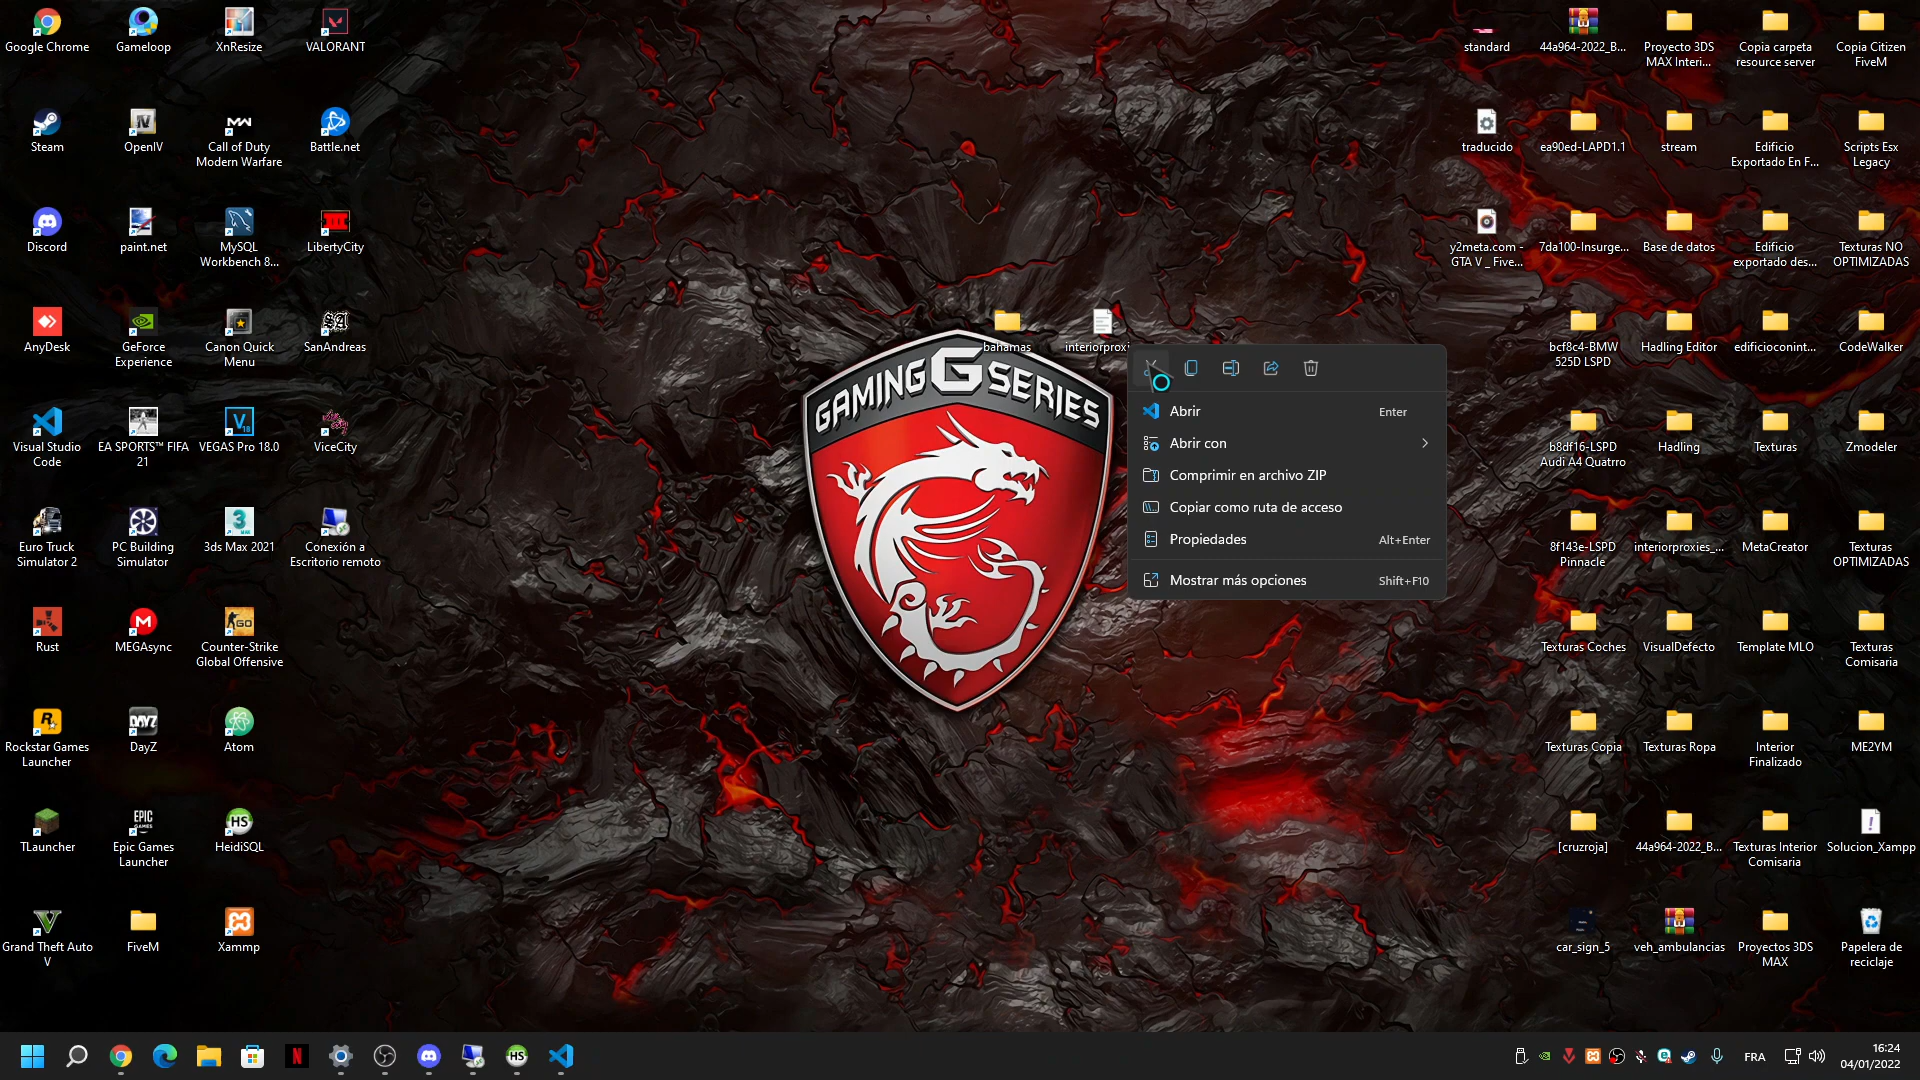 Google Chrome
Gameloop
XnResize
VALORANT
standard
44a964-2022_B...
Proyecto 3DS
MAX Interi...
Copia carpeta
resource server
Copia Citizen
FiveM
Steam
OpenIV
Call of Duty
Modern Warfare
Battle.net
traducido
ea90ed-LAPD1.1
stream
Edificio
Exportado En F...
Scripts Esx
Legacy
Discord
paint.net
MySQL
Workbench 8...
LibertyCity
y2meta.com -
GTA V _ Five...
7da100-Insurge...
Base de datos
Edificio
exportado des...
Texturas NO
OPTIMIZADAS
AnyDesk
GeForce
Experience
Canon Quick
Menu
SanAndreas
bahamas
interiorproxi
bcf8c4-BMW
525D LSPD
Hadling Editor
edificioconint...
CodeWalker
GAMING G SERIES
Abrir Enter
Abrir con
Comprimir en archivo ZIP
Copiar como ruta de acceso
Propiedades Alt+Enter
Mostrar más opciones Shift+F10
Visual Studio
Code
EA SPORTS™ FIFA
21
VEGAS Pro 18.0
ViceCity
b8df16-LSPD
Audi A4 Quatrro
Hadling
Texturas
Zmodeler
Euro Truck
Simulator 2
PC Building
Simulator
3ds Max 2021
Conexión a
Escritorio remoto
8f143e-LSPD
Pinnacle
interiorproxies_...
MetaCreator
Texturas
OPTIMIZADAS
Rust
MEGAsync
Counter-Strike
Global Offensive
Texturas Coches
VisualDefecto
Template MLO
Texturas
Comisaria
Rockstar Games
Launcher
DAYZ
DayZ
Atom
Texturas Copia
Texturas Ropa
Interior
Finalizado
ME2YM
TLauncher
EPIC
GAMES
Epic Games
Launcher
HS
HeidiSQL
[cruzroja]
44a964-2022_B...
Texturas Interior
Comisaria
Solucion_Xampp
Grand Theft Auto
V
FiveM
Xammp
car_sign_5
veh_ambulancias
Proyectos 3DS
MAX
Papelera de
reciclaje
HS
FRA
16:24
04/01/2022